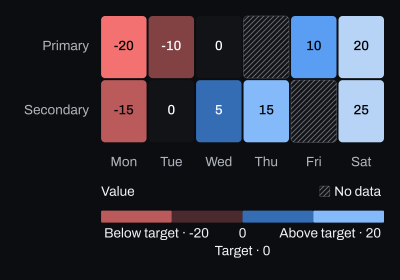 Primary -20 -10 0 10 20
Secondary -15 0 5 15 25
Mon Tue Wed Thu Fri Sat
Value No data
Below target · -20 0 Above target · 20
Target · 0